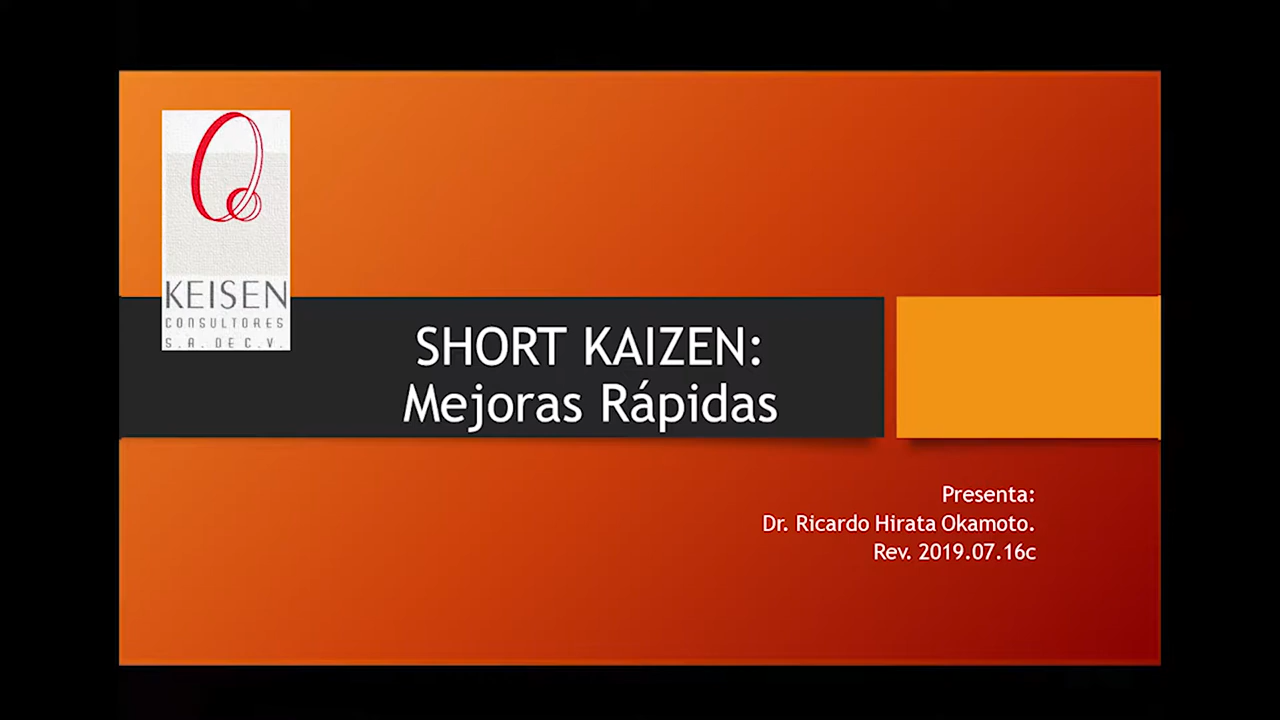 KEISEN
CONSULTORES
S.A. DE C.V.
SHORT KAIZEN:
Mejoras Rápidas
Presenta:
Dr. Ricardo Hirata Okamoto.
Rev. 2019.07.16c